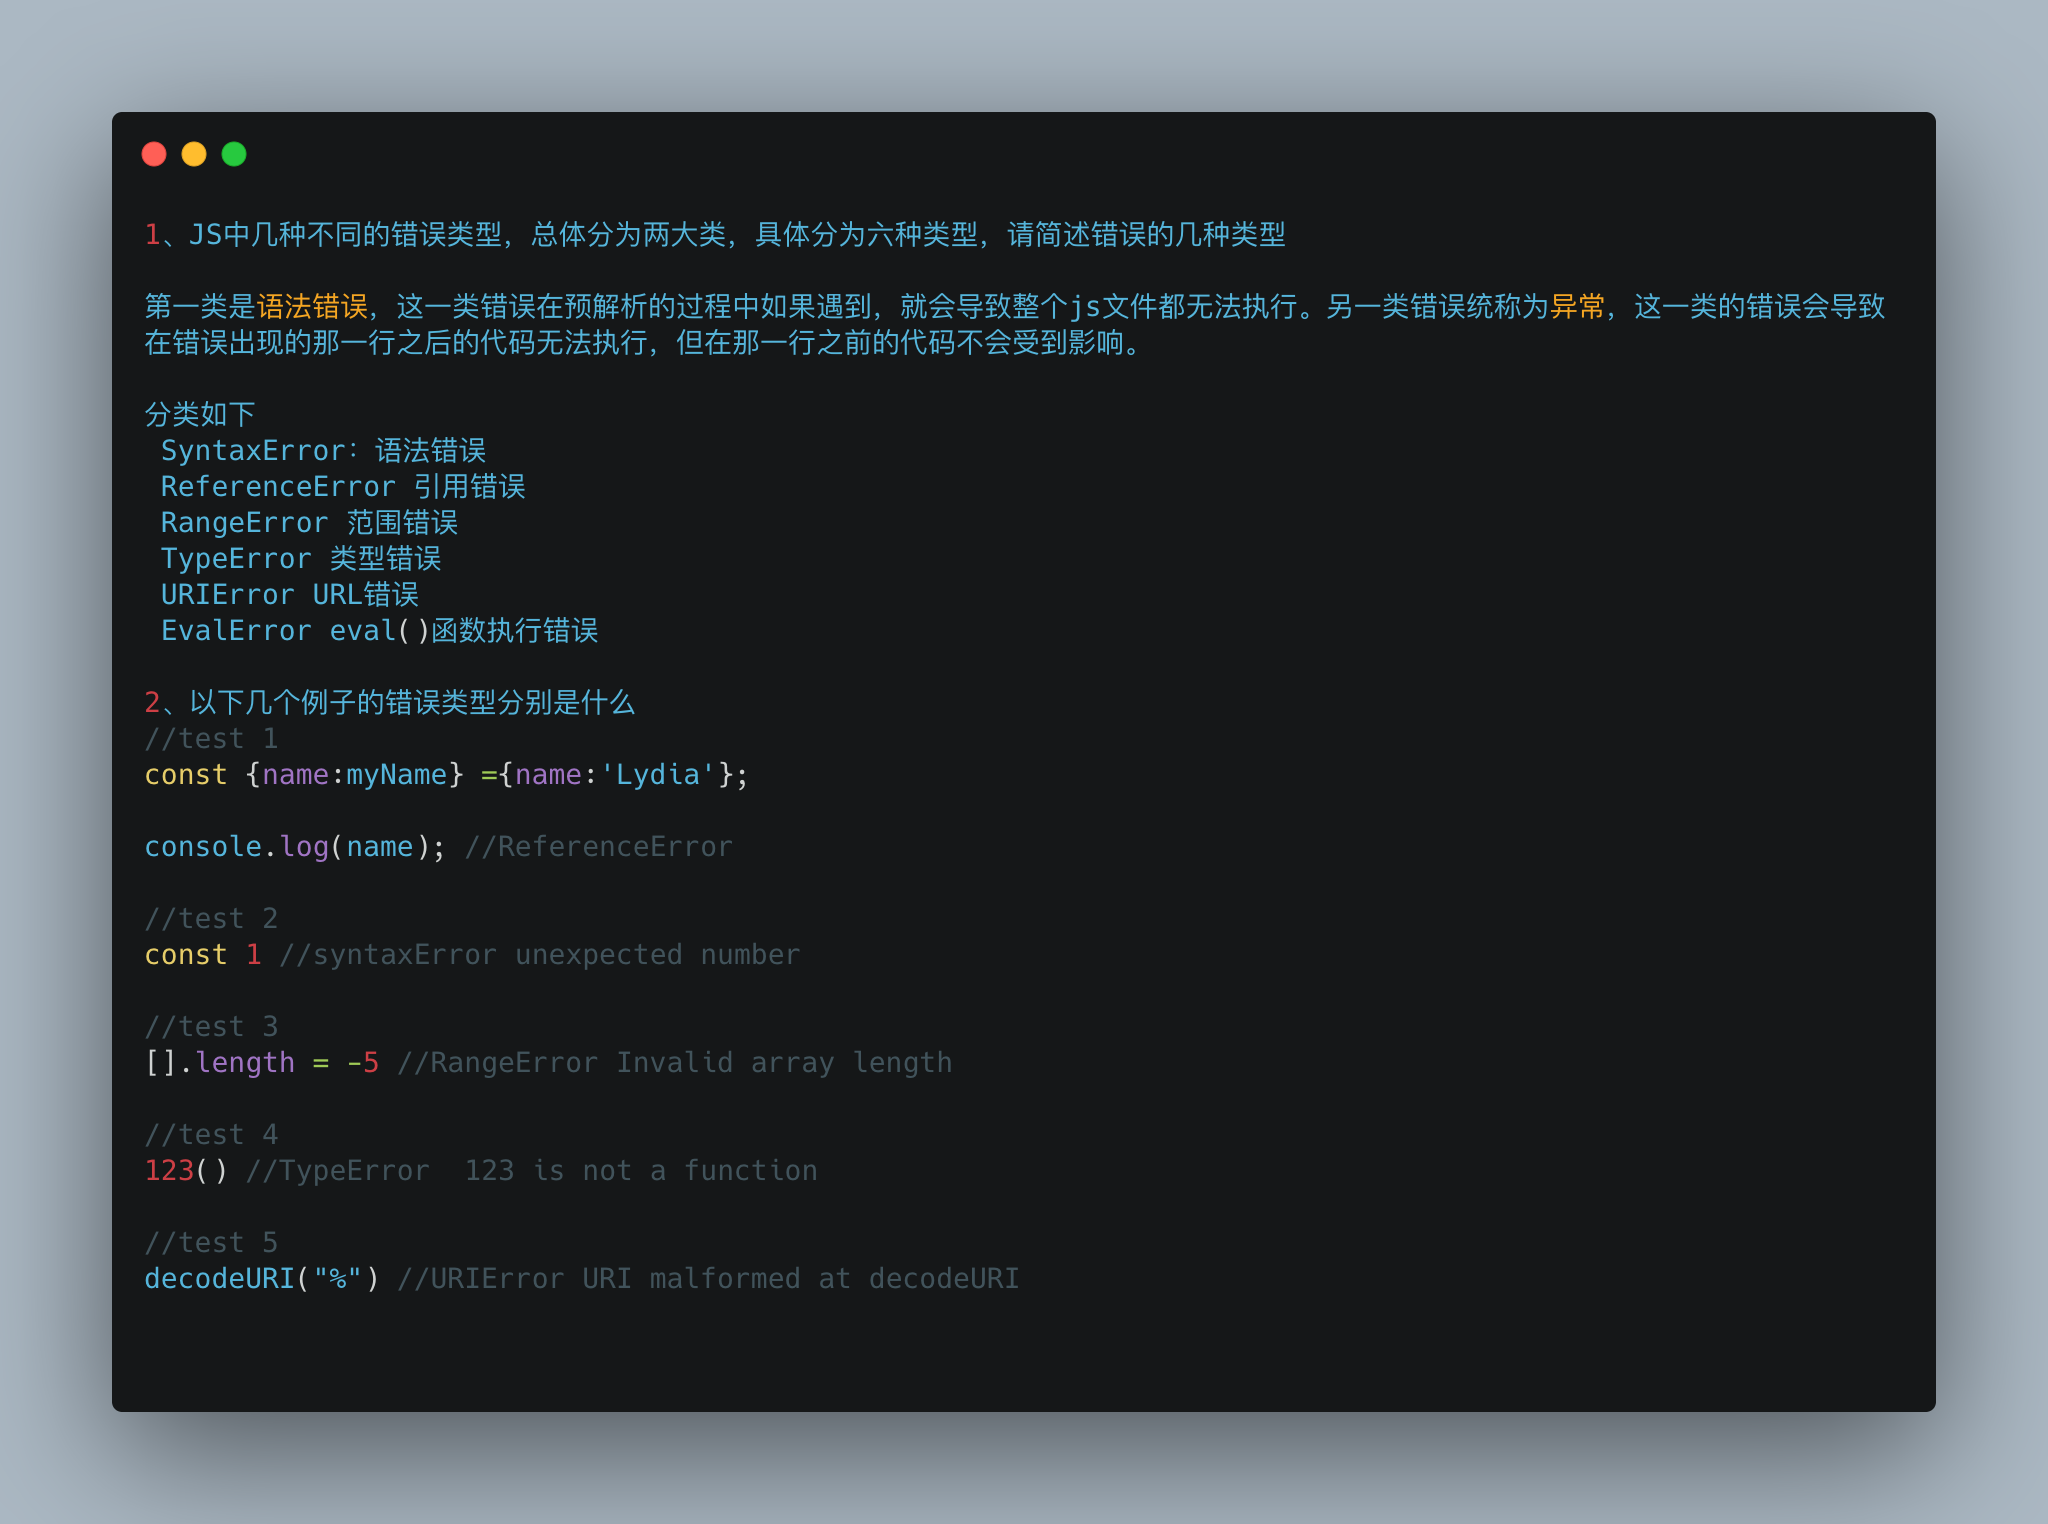 1、JS中几种不同的错误类型，总体分为两大类，具体分为六种类型，请简述错误的几种类型
第一类是语法错误，这一类错误在预解析的过程中如果遇到，就会导致整个js文件都无法执行。另一类错误统称为异常，这一类的错误会导致
在错误出现的那一行之后的代码无法执行，但在那一行之前的代码不会受到影响。
分类如下
SyntaxError：语法错误
ReferenceError 引用错误
RangeError 范围错误
TypeError 类型错误
URIError URL错误
EvalError eval()函数执行错误
2、以下几个例子的错误类型分别是什么
//test 1
const {name:myName} ={name:'Lydia'};
console.log(name); //ReferenceError
//test 2
const 1 //syntaxError unexpected number
//test 3
[].length = -5 //RangeError Invalid array length
//test 4
123() //TypeError  123 is not a function
//test 5
decodeURI("%") //URIError URI malformed at decodeURI